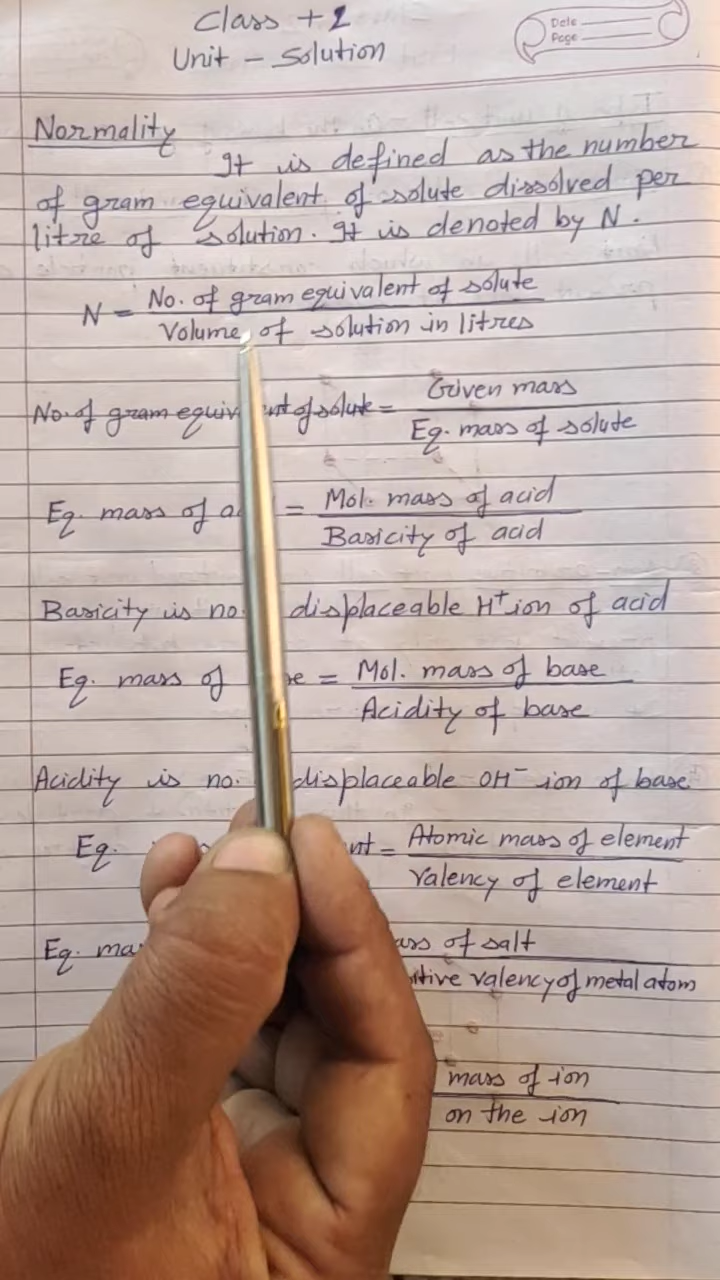 Class +2
Unit - Solution
Date
Page
Normality
It is defined as the number
of gram equivalent of solute dissolved per
litre of solution. It is denoted by N.
N = No. of gram equivalent of solute
Volume of solution in litres
No. of gram equiv nt of solute = Given mass
Eq. mass of solute
Eq. mass of a = Mol. mass of acid
Basicity of acid
Basicity is no. displaceable H+ ion of acid
Eq. mass of se = Mol. mass of base
Acidity of base
Acidity is no. displaceable OH- ion of base
Eq. nt = Atomic mass of element
Valency of element
Eq. ma ass of salt
itive valency of metal atom
mass of ion
on the ion